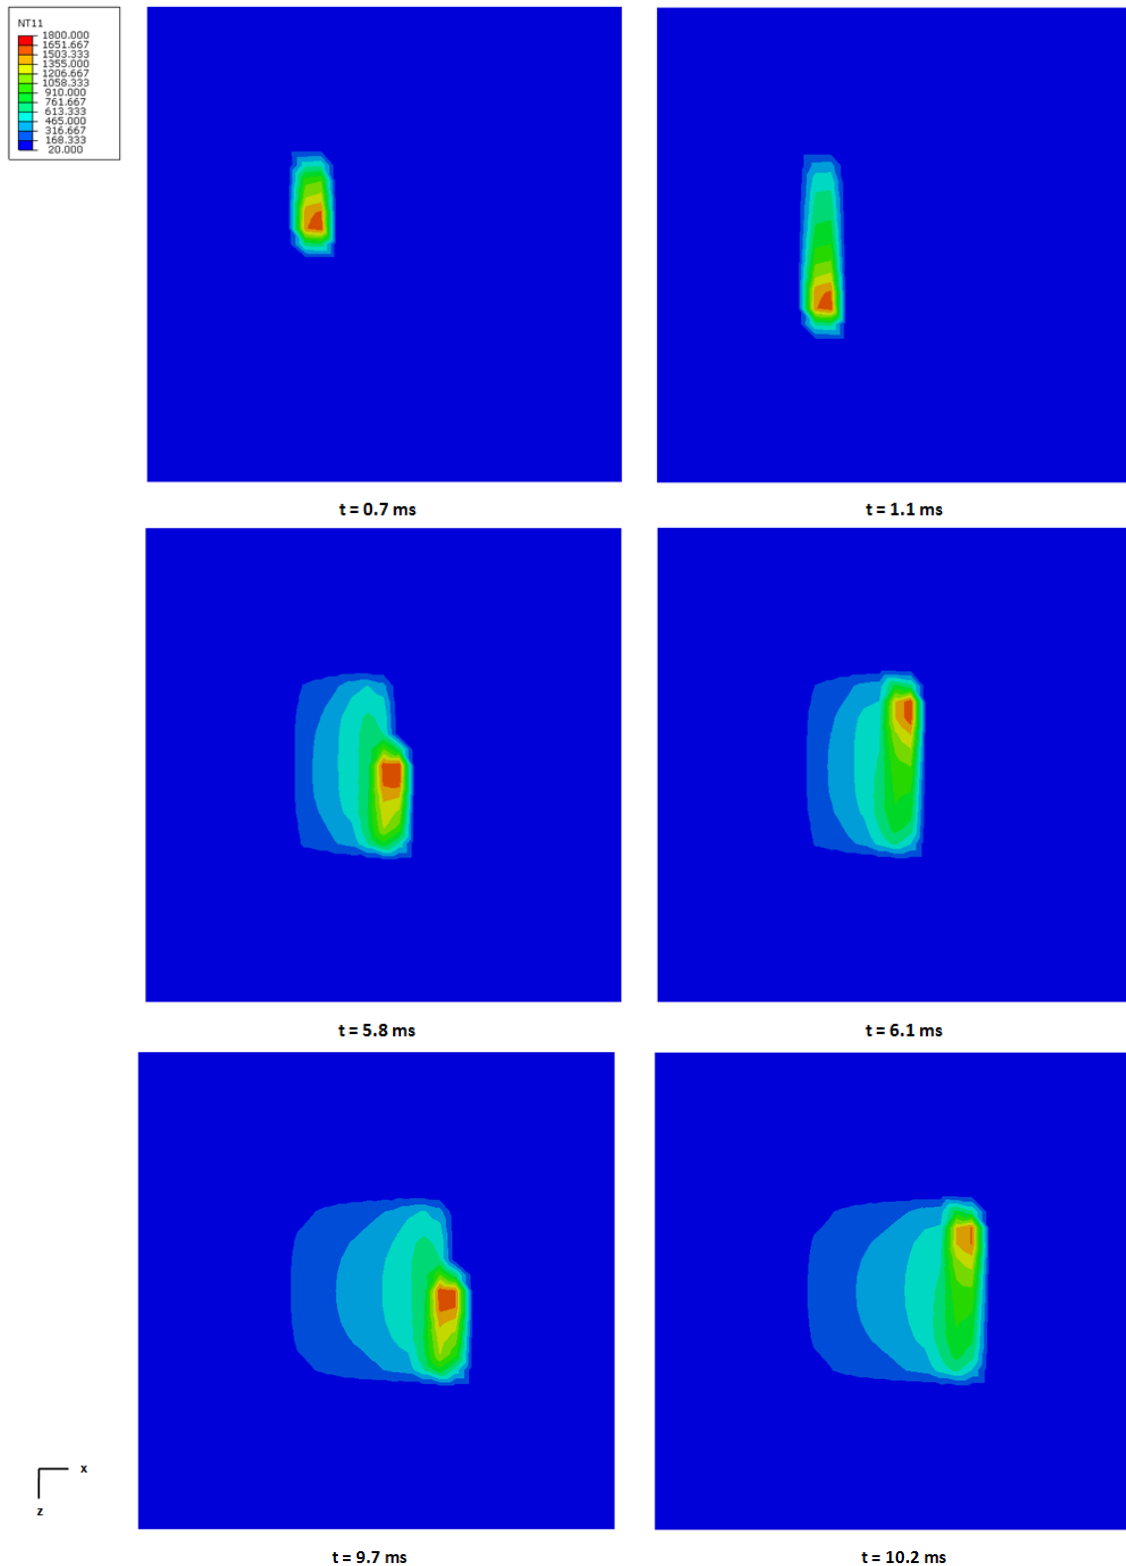 NT11
1800.000
1651.667
1503.333
1355.000
1206.667
1058.333
910.000
761.667
613.333
465.000
316.667
168.333
20.000
t = 0.7 ms
t = 1.1 ms
t = 5.8 ms
t = 6.1 ms
x
z
t = 9.7 ms
t = 10.2 ms